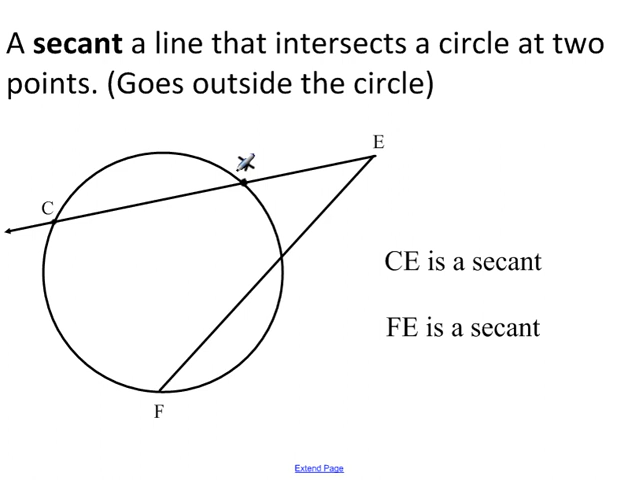 A secant a line that intersects a circle at two
points. (Goes outside the circle)
E
C
CE is a secant
FE is a secant
F
Extend Page